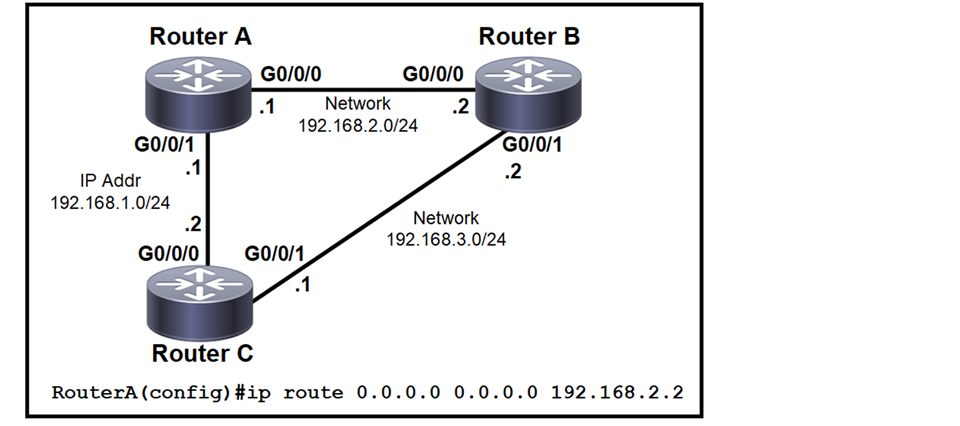 Router A
Router B
G0/0/0
G0/0/0
.1
Network
192.168.2.0/24
.2
G0/0/1
.1
G0/0/1
.2
IP Addr
192.168.1.0/24
.2
Network
192.168.3.0/24
G0/0/0
G0/0/1
.1
Router C
RouterA(config)#ip route 0.0.0.0 0.0.0.0 192.168.2.2